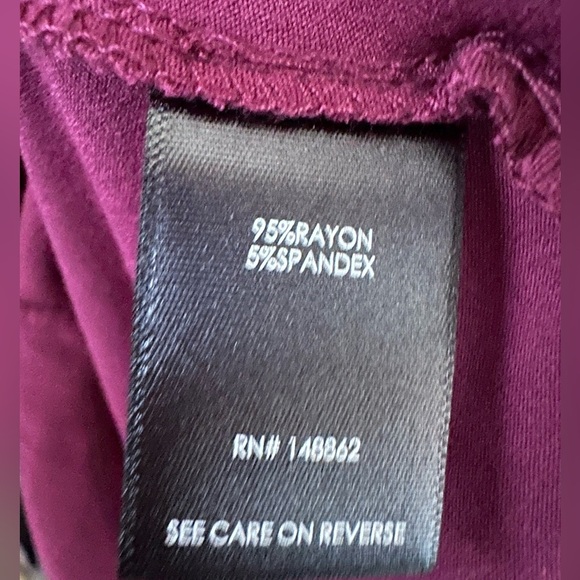 95%RAYON
5%SPANDEX
RN# 148862
SEE CARE ON REVERSE